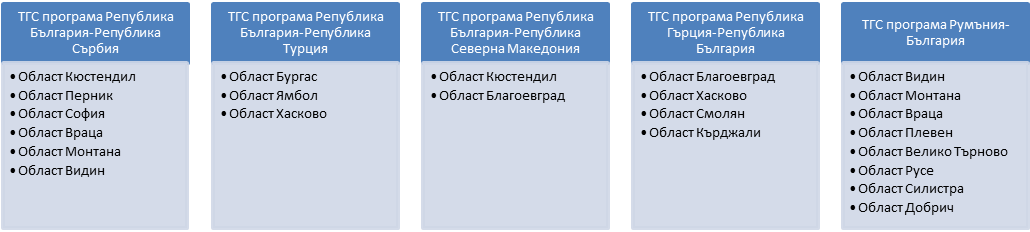 ТГС програма Република
България-Република
Сърбия
• Област Кюстендил
• Област Перник
• Област София
• Област Враца
• Област Монтана
• Област Видин
ТГС програма Република
България-Република
Турция
• Област Бургас
• Област Ямбол
• Област Хасково
ТГС програма Република
България-Република
Северна Македония
• Област Кюстендил
• Област Благоевград
ТГС програма Република
Гърция-Република
България
• Област Благоевград
• Област Хасково
• Област Смолян
• Област Кърджали
ТГС програма Румъния-
България
• Област Видин
• Област Монтана
• Област Враца
• Област Плевен
• Област Велико Търново
• Област Русе
• Област Силистра
• Област Добрич